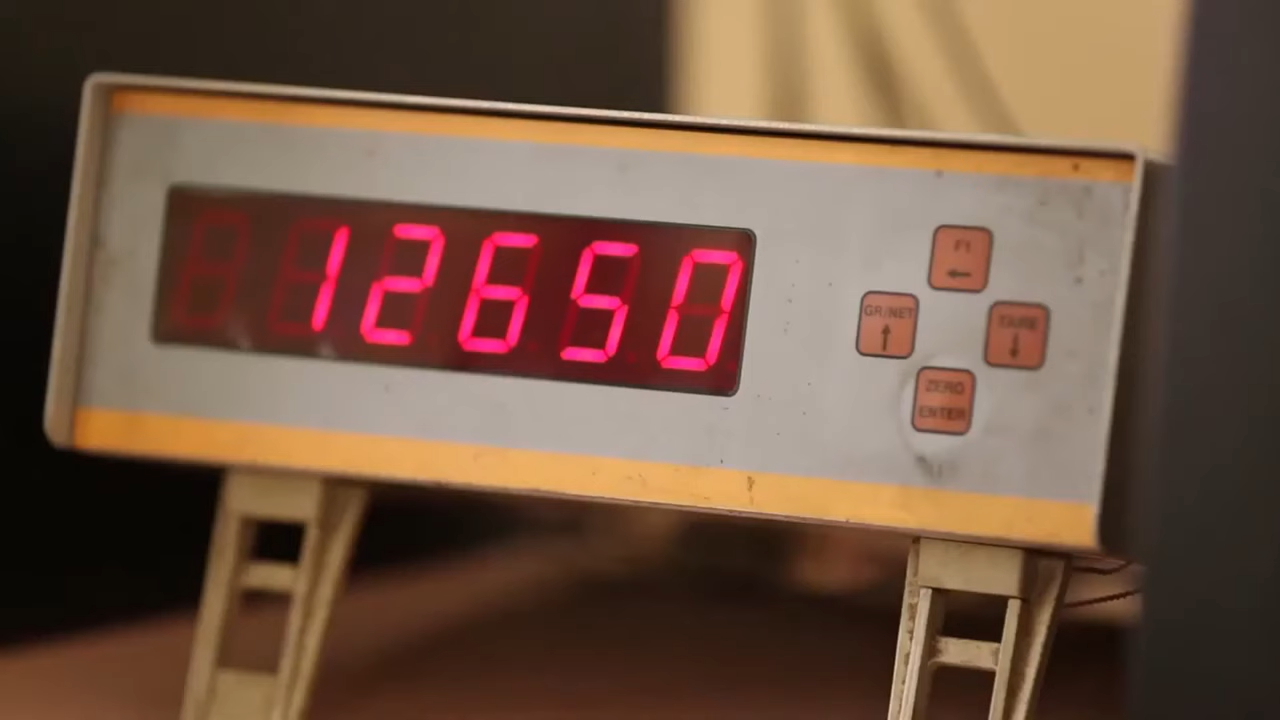 12650
F1
←
GR/NET
↑
TARE
↓
ZERO
ENTER